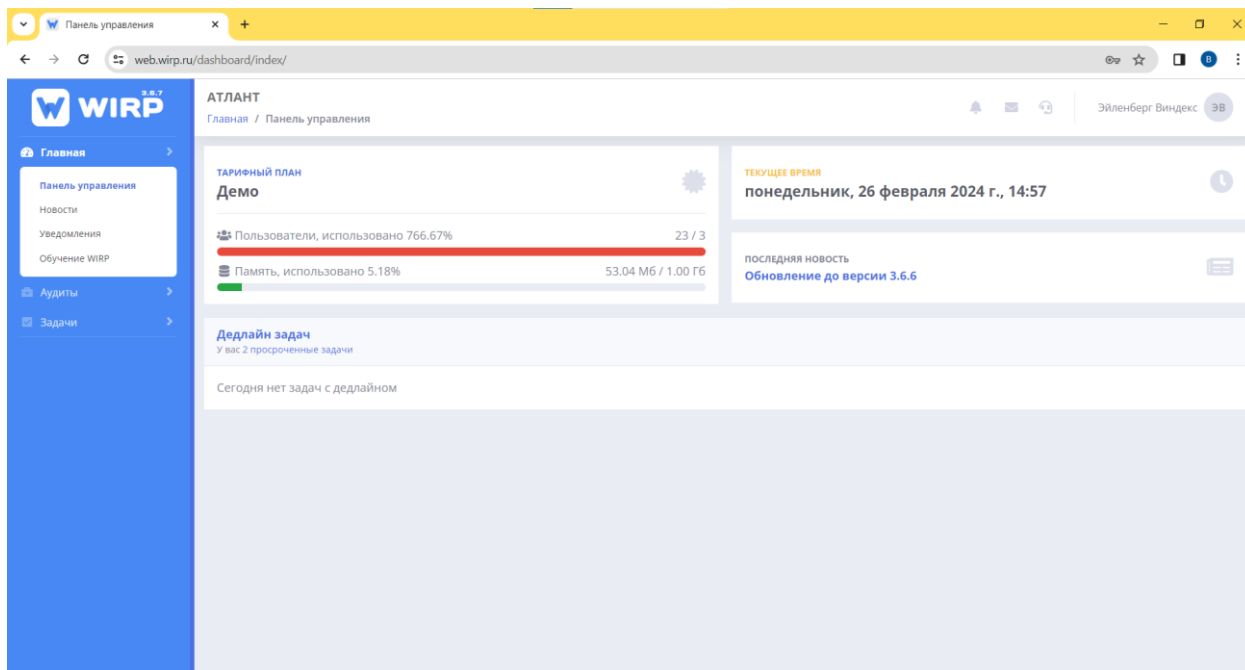 Панель управления
web.wirp.ru/dashboard/index/
B
3.6.7
W WIRP
АТЛАНТ
Главная / Панель управления
Эйленберг Виндекс ЭВ
Главная
Панель управления
Новости
Уведомления
Обучение WIRP
Аудиты
Задачи
ТАРИФНЫЙ ПЛАН
Демо
Пользователи, использовано 766.67% 23 / 3
Память, использовано 5.18% 53.04 Мб / 1.00 Гб
ТЕКУЩЕЕ ВРЕМЯ
понедельник, 26 февраля 2024 г., 14:57
ПОСЛЕДНЯЯ НОВОСТЬ
Обновление до версии 3.6.6
Дедлайн задач
У вас 2 просроченные задачи
Сегодня нет задач с дедлайном